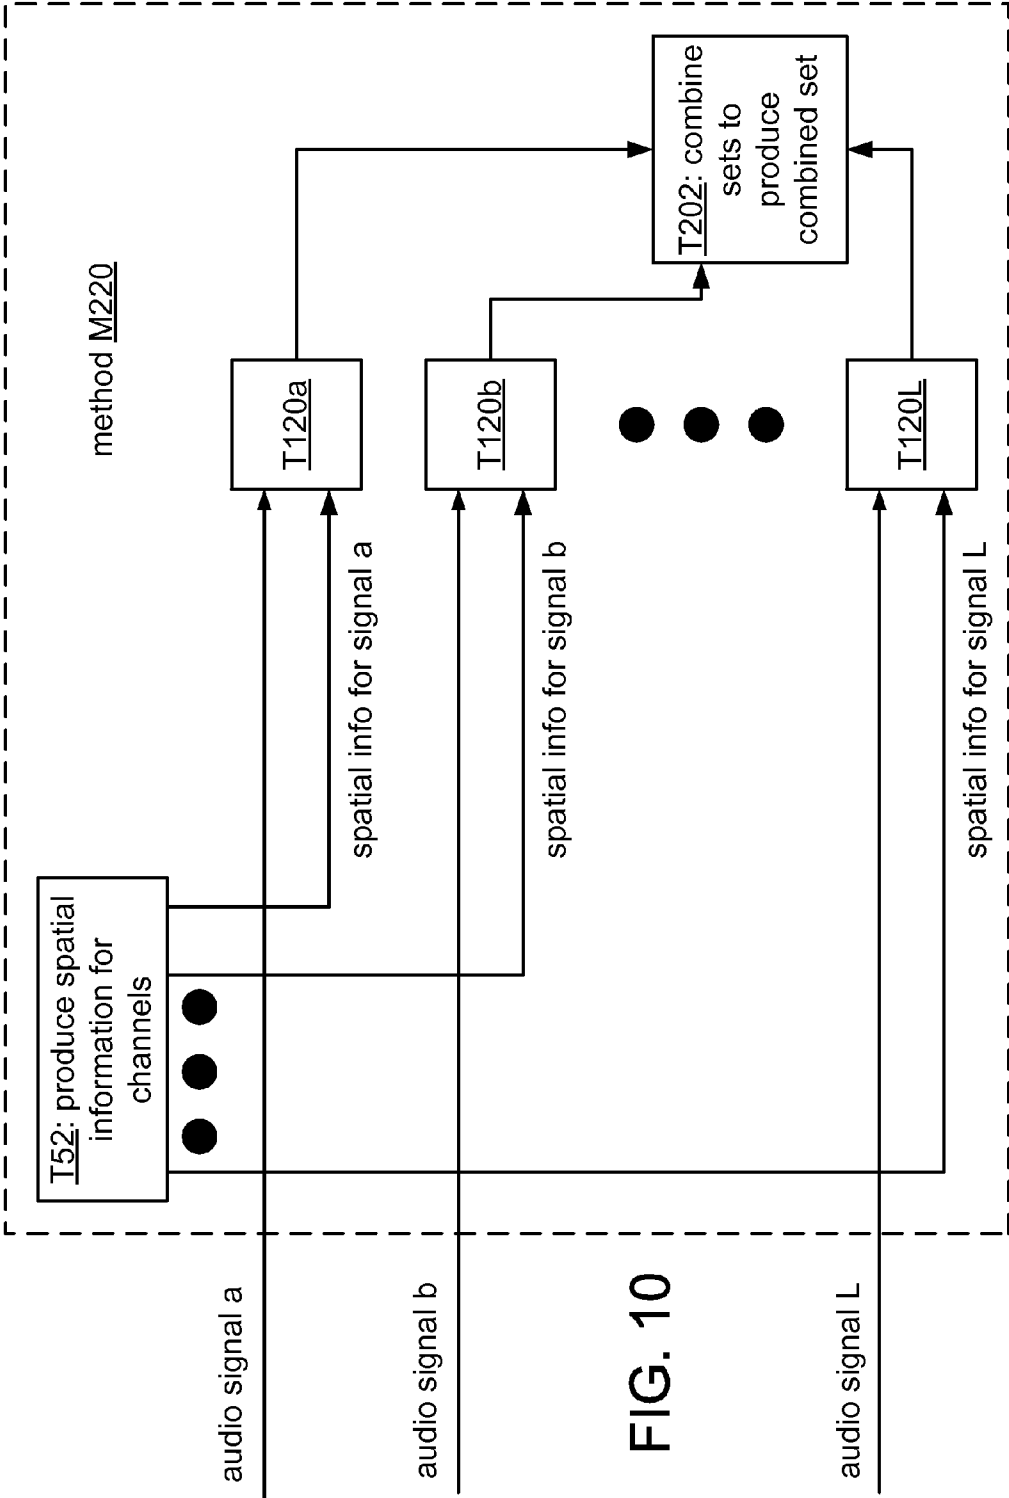 method M220
T52: produce spatial
information for
channels
audio signal a
spatial info for signal a
T120a
audio signal b
spatial info for signal b
T120b
T202: combine
sets to
produce
combined set
audio signal L
spatial info for signal L
T120L
FIG. 10